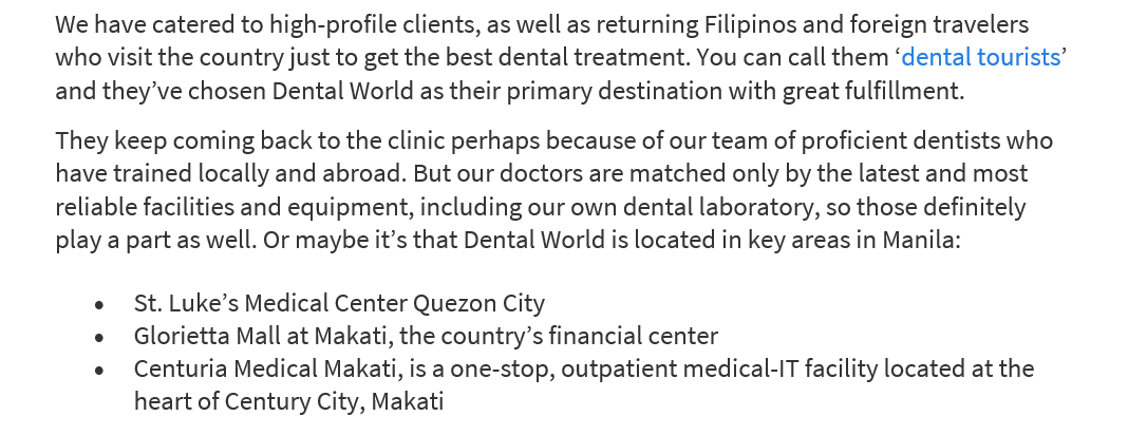 We have catered to high-profile clients, as well as returning Filipinos and foreign travelers
who visit the country just to get the best dental treatment. You can call them ‘dental tourists’
and they’ve chosen Dental World as their primary destination with great fulfillment.
They keep coming back to the clinic perhaps because of our team of proficient dentists who
have trained locally and abroad. But our doctors are matched only by the latest and most
reliable facilities and equipment, including our own dental laboratory, so those definitely
play a part as well. Or maybe it’s that Dental World is located in key areas in Manila:
• St. Luke’s Medical Center Quezon City
• Glorietta Mall at Makati, the country’s financial center
• Centuria Medical Makati, is a one-stop, outpatient medical-IT facility located at the
heart of Century City, Makati